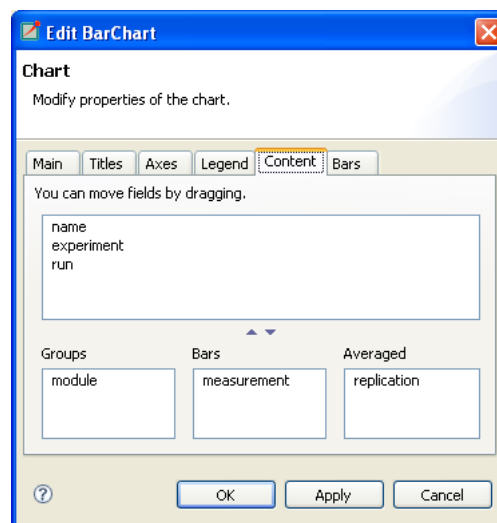 Edit BarChart
Chart
Modify properties of the chart.
Main Titles Axes Legend Content Bars
You can move fields by dragging.
name
experiment
run
Groups Bars Averaged
module measurement replication
? OK Apply Cancel